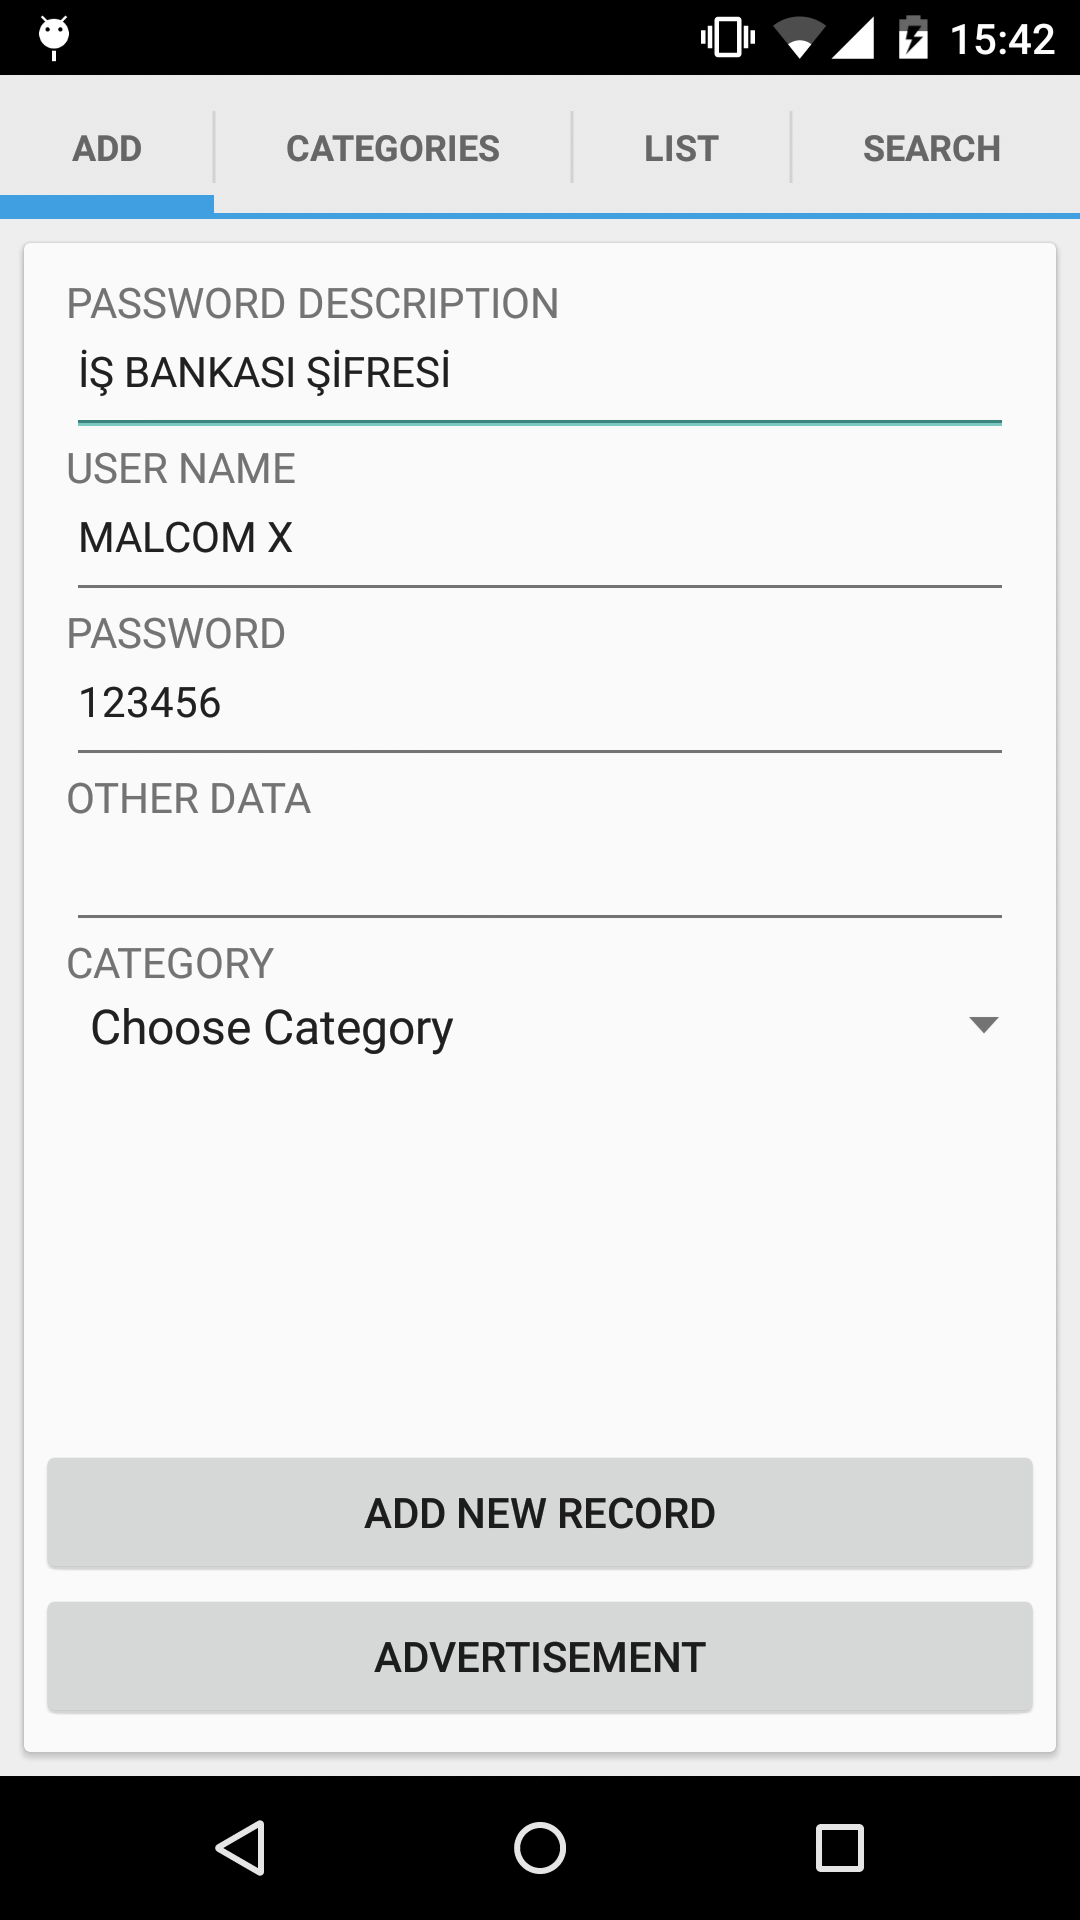 15:42
ADD CATEGORIES LIST SEARCH
PASSWORD DESCRIPTION
İŞ BANKASI ŞİFRESİ
USER NAME
MALCOM X
PASSWORD
123456
OTHER DATA
CATEGORY
Choose Category
ADD NEW RECORD
ADVERTISEMENT